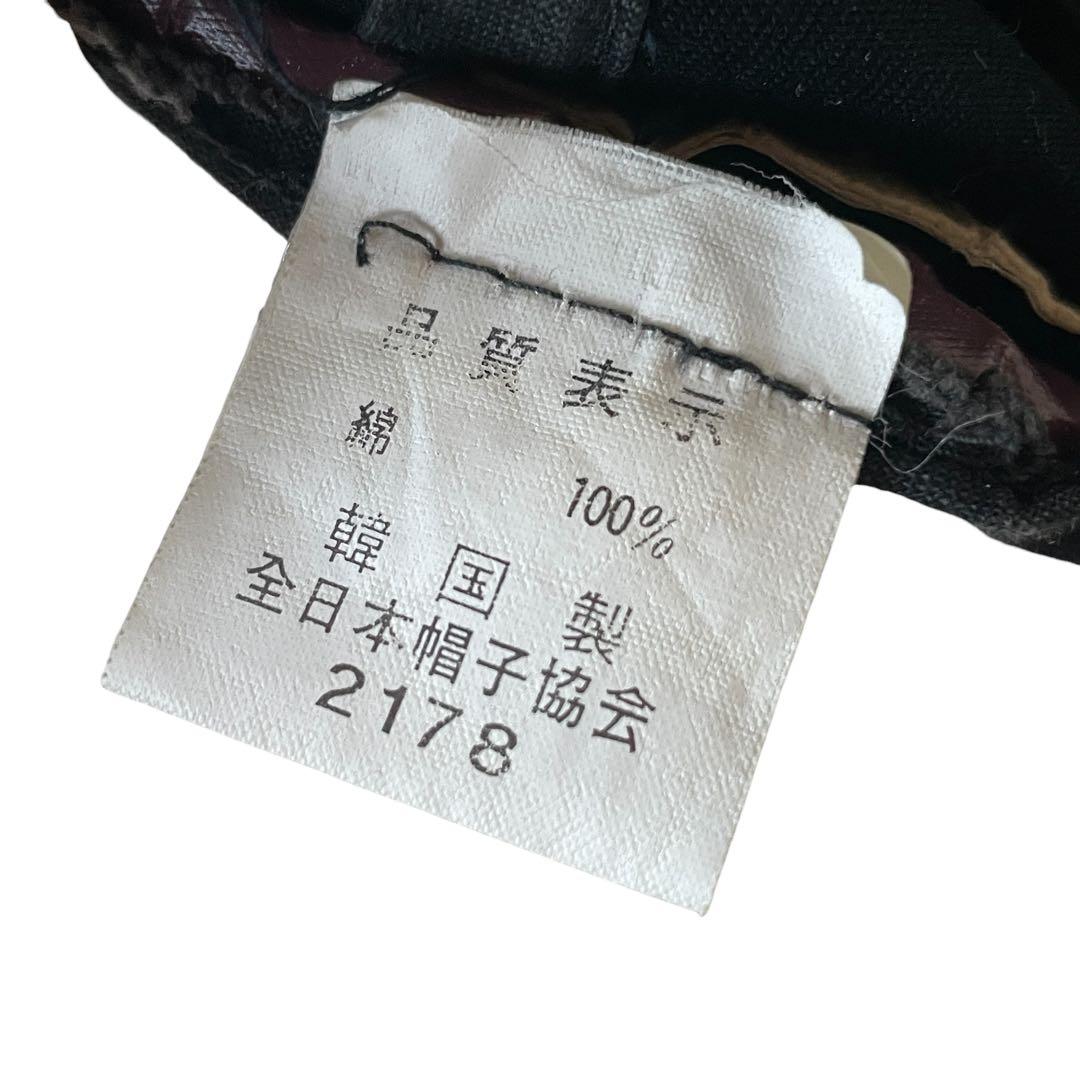 品質表示
綿 100%
韓国製
全日本帽子協会
2178